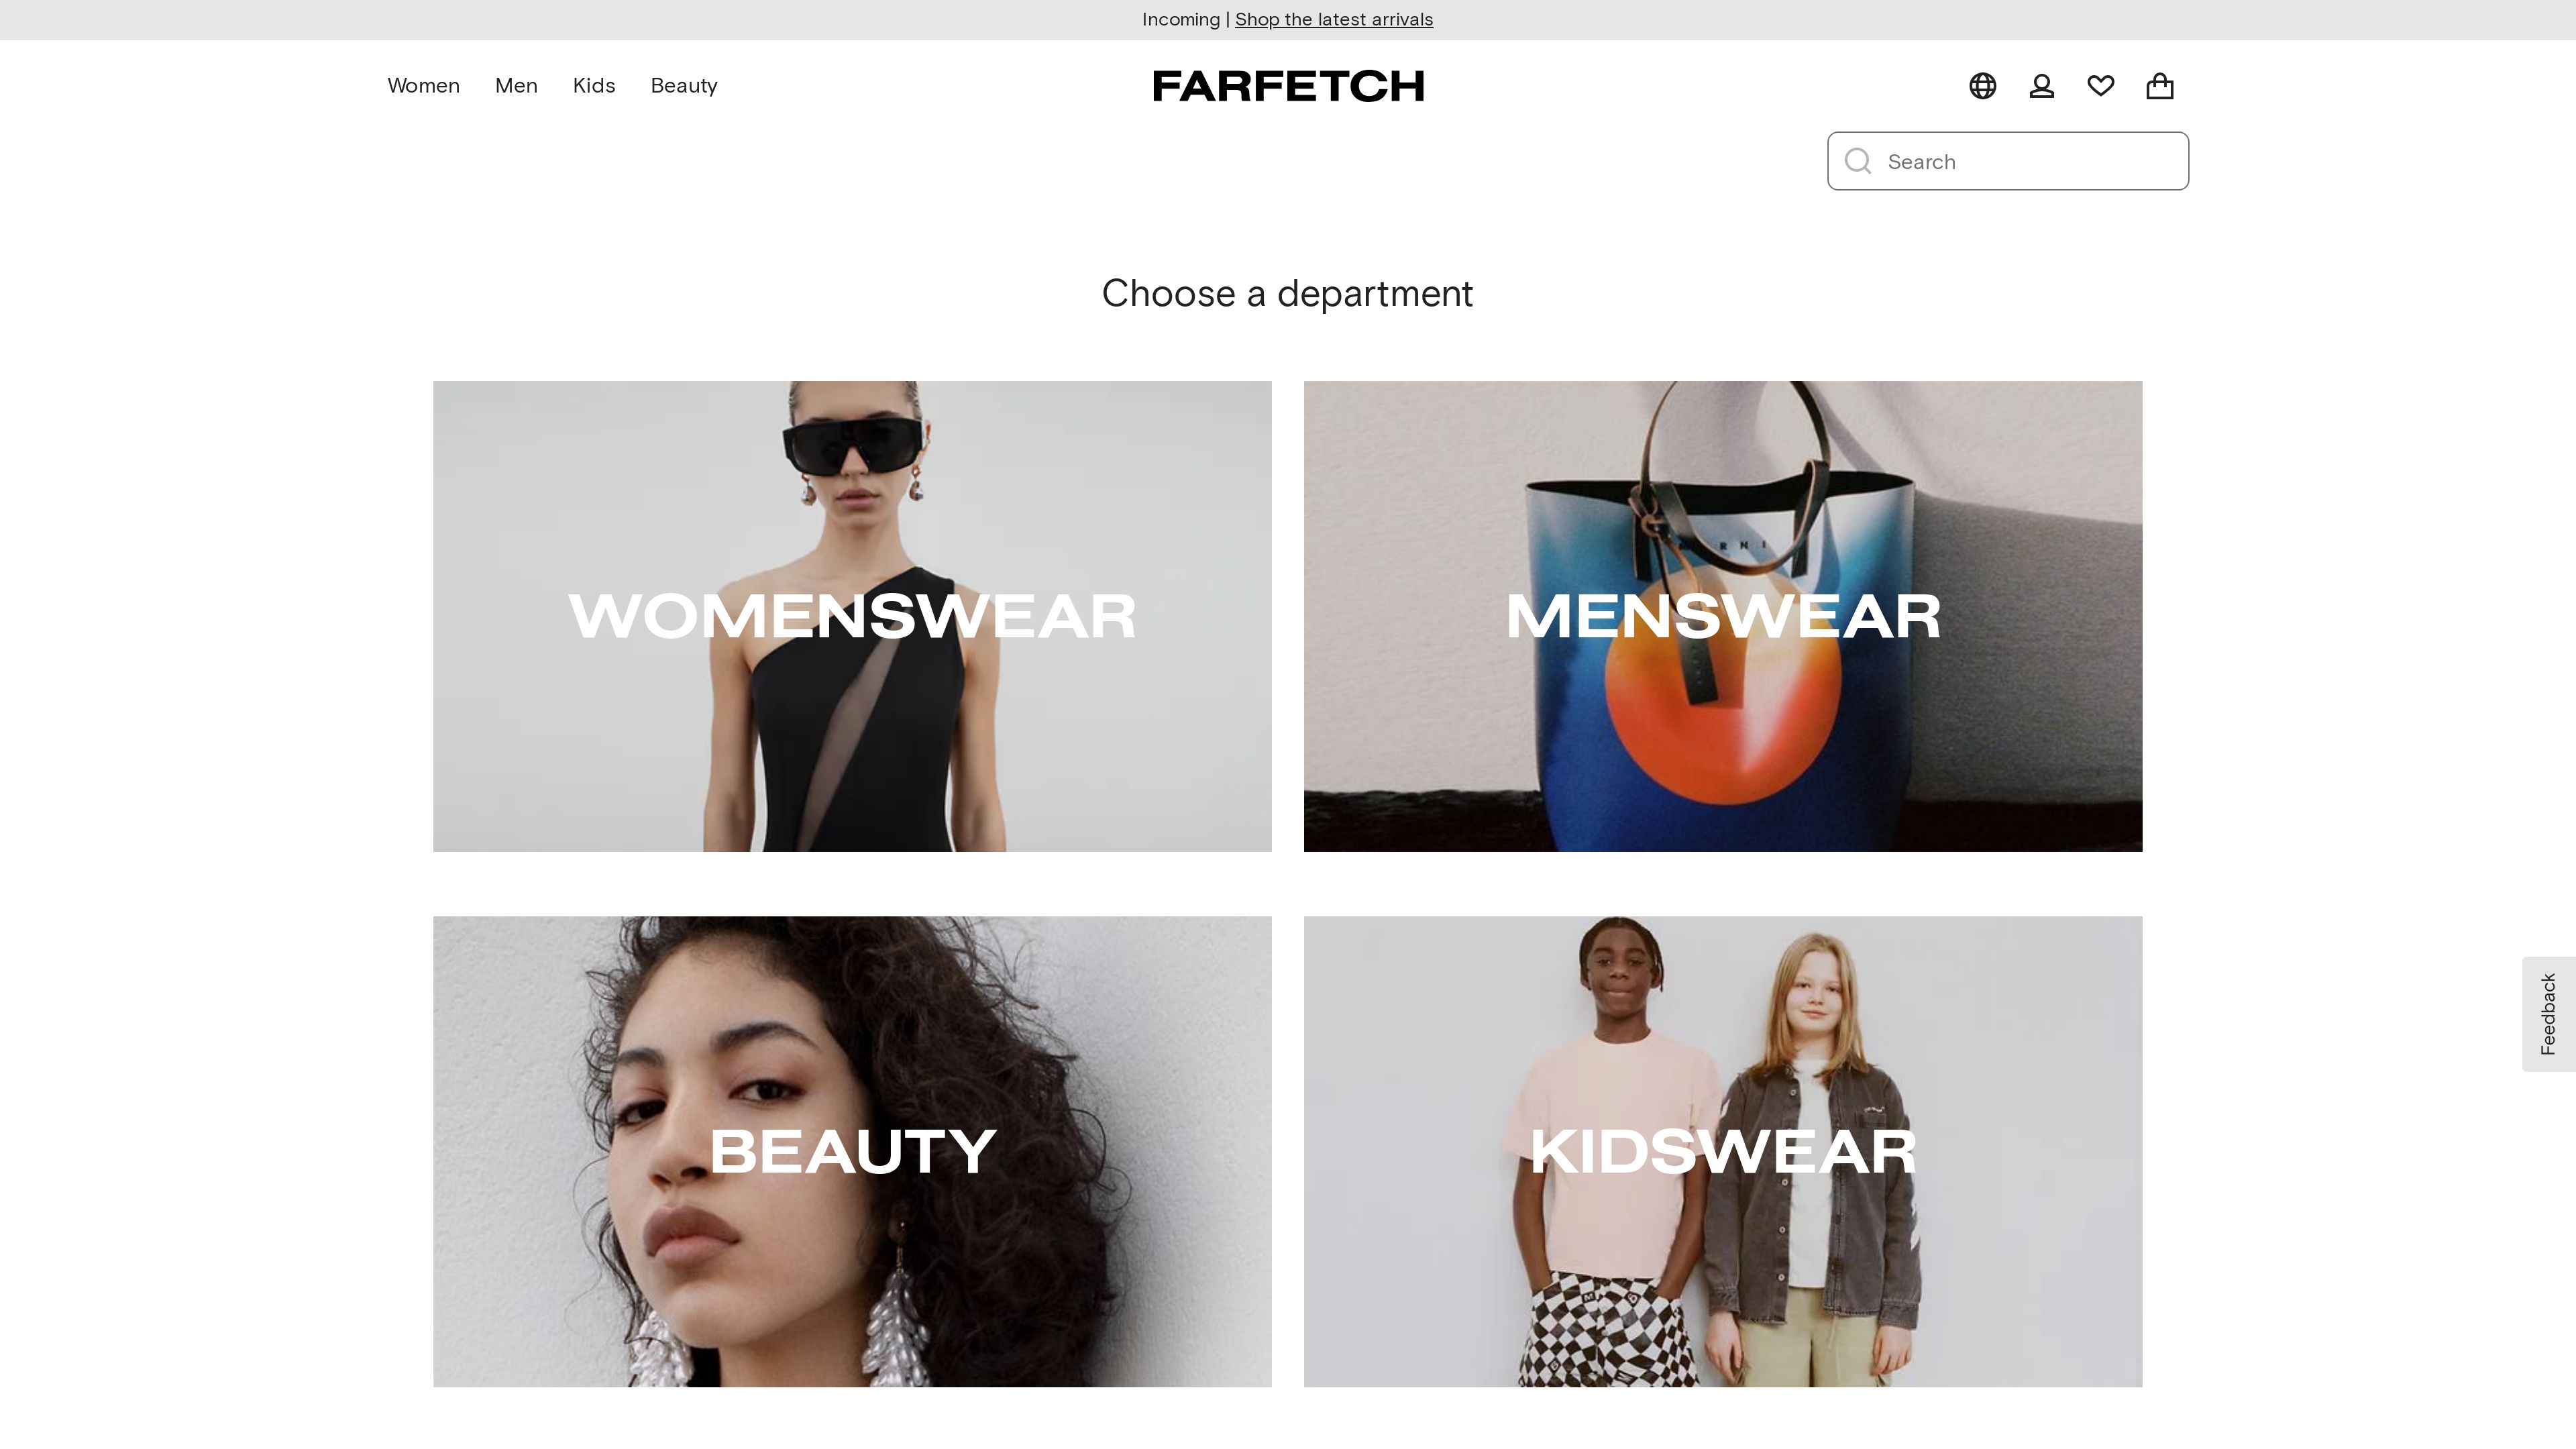 Incoming | Shop the latest arrivals
Women Men Kids Beauty
FARFETCH
Search
Choose a department
WOMENSWEAR
MENSWEAR
BEAUTY
KIDSWEAR
Feedback